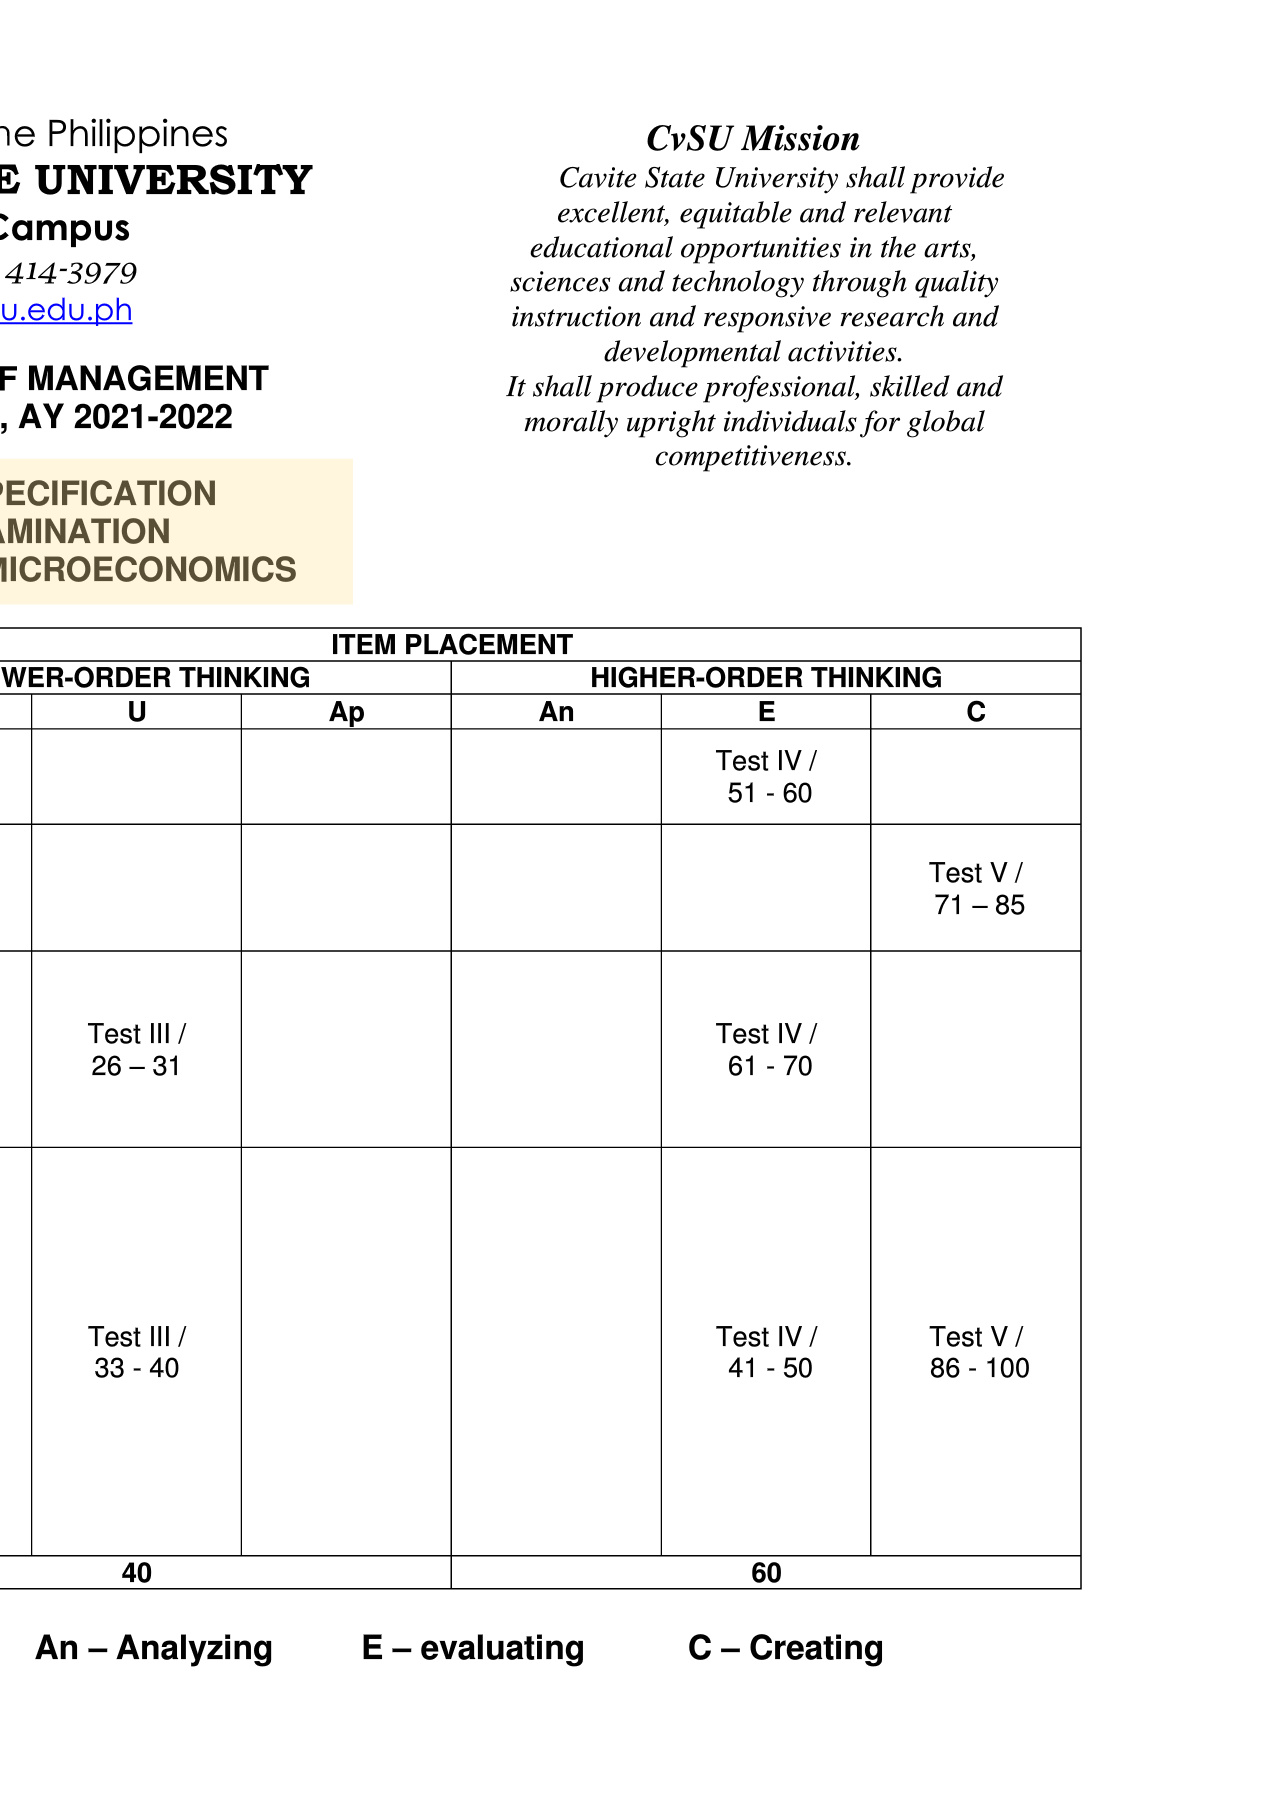 ne Philippines
E UNIVERSITY
Campus
414-3979
u.edu.ph
F MANAGEMENT
, AY 2021-2022
PECIFICATION
AMINATION
MICROECONOMICS
CvSU Mission
Cavite State University shall provide
excellent, equitable and relevant
educational opportunities in the arts,
sciences and technology through quality
instruction and responsive research and
developmental activities.
It shall produce professional, skilled and
morally upright individuals for global
competitiveness.
ITEM PLACEMENT
WER-ORDER THINKING HIGHER-ORDER THINKING
U Ap An E C
Test IV /
51 - 60
Test V /
71 – 85
Test III /
26 – 31
Test IV /
61 - 70
Test III /
33 - 40
Test IV /
41 - 50
Test V /
86 - 100
40 60
An – Analyzing E – evaluating C – Creating